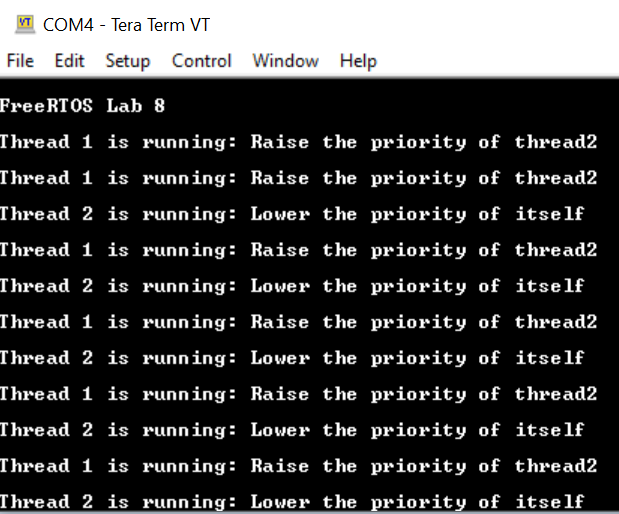 VT
COM4 - Tera Term VT
File Edit Setup Control Window Help
FreeRTOS Lab 8
Thread 1 is running: Raise the priority of thread2
Thread 1 is running: Raise the priority of thread2
Thread 2 is running: Lower the priority of itself
Thread 1 is running: Raise the priority of thread2
Thread 2 is running: Lower the priority of itself
Thread 1 is running: Raise the priority of thread2
Thread 2 is running: Lower the priority of itself
Thread 1 is running: Raise the priority of thread2
Thread 2 is running: Lower the priority of itself
Thread 1 is running: Raise the priority of thread2
Thread 2 is running: Lower the priority of itself